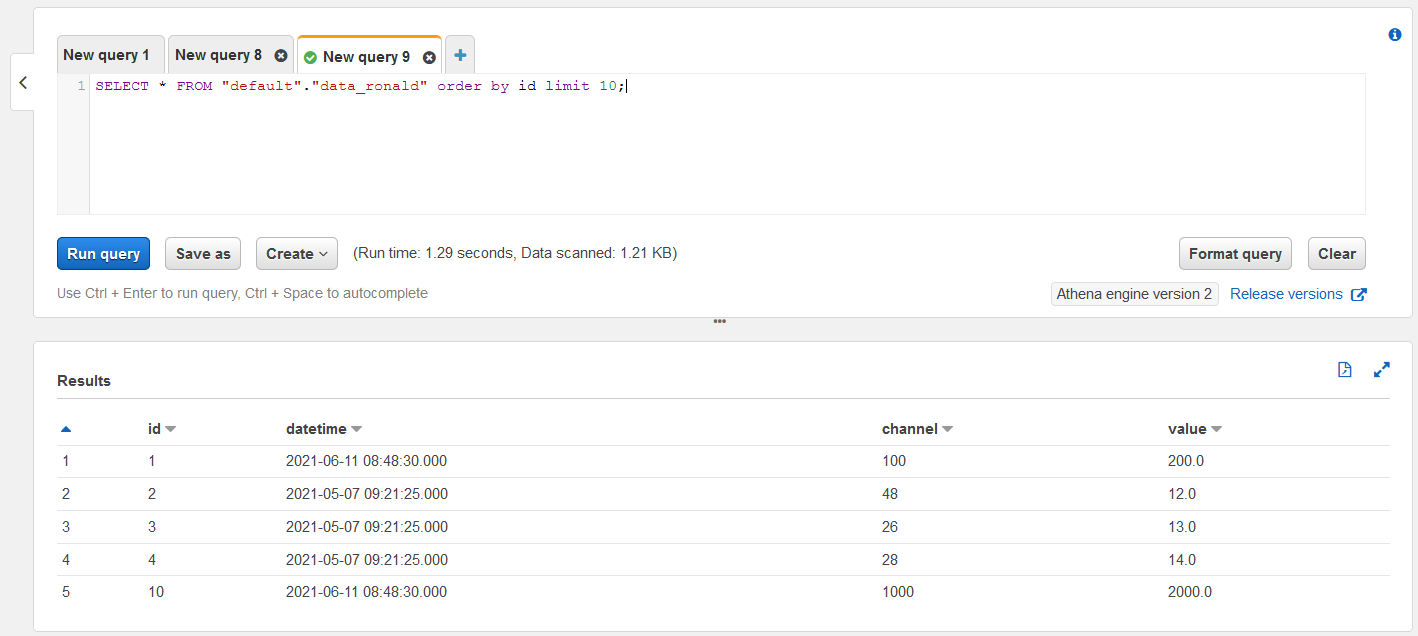 New query 1 New query 8 New query 9
1 SELECT * FROM "default"."data_ronald" order by id limit 10;
Run query Save as Create (Run time: 1.29 seconds, Data scanned: 1.21 KB) Format query Clear
Use Ctrl + Enter to run query, Ctrl + Space to autocomplete Athena engine version 2 Release versions
Results
id datetime channel value
1 1 2021-06-11 08:48:30.000 100 200.0
2 2 2021-05-07 09:21:25.000 48 12.0
3 3 2021-05-07 09:21:25.000 26 13.0
4 4 2021-05-07 09:21:25.000 28 14.0
5 10 2021-06-11 08:48:30.000 1000 2000.0